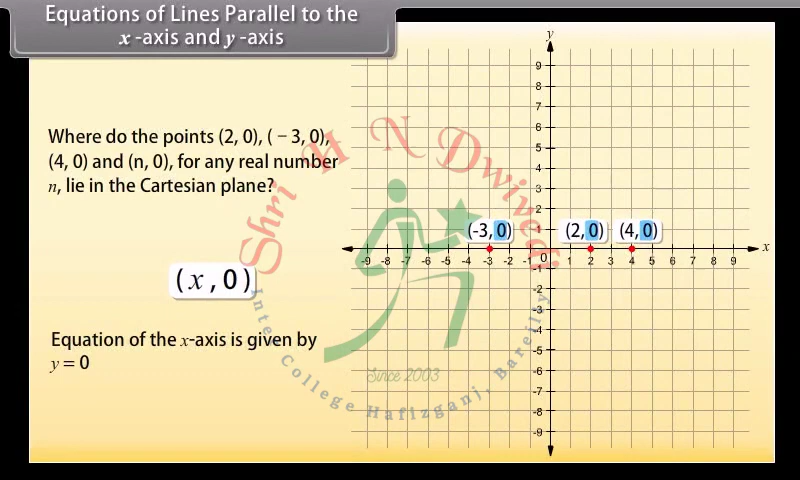 Equations of Lines Parallel to the
x -axis and y -axis
Where do the points (2, 0), ( − 3, 0),
(4, 0) and (n, 0), for any real number
n, lie in the Cartesian plane?
(x , 0)
Equation of the x-axis is given by
y = 0
y
9
8
7
6
5
4
3
2
1
(-3, 0) (2, 0) (4, 0)
x
-9 -8 -7 -6 -5 -4 -3 -2 -1 0 1 2 3 4 5 6 7 8 9
-1
-2
-3
-4
-5
-6
-7
-8
-9
Shri H N Dwivedi
Inter College Hafizganj, Bareilly
Since 2003